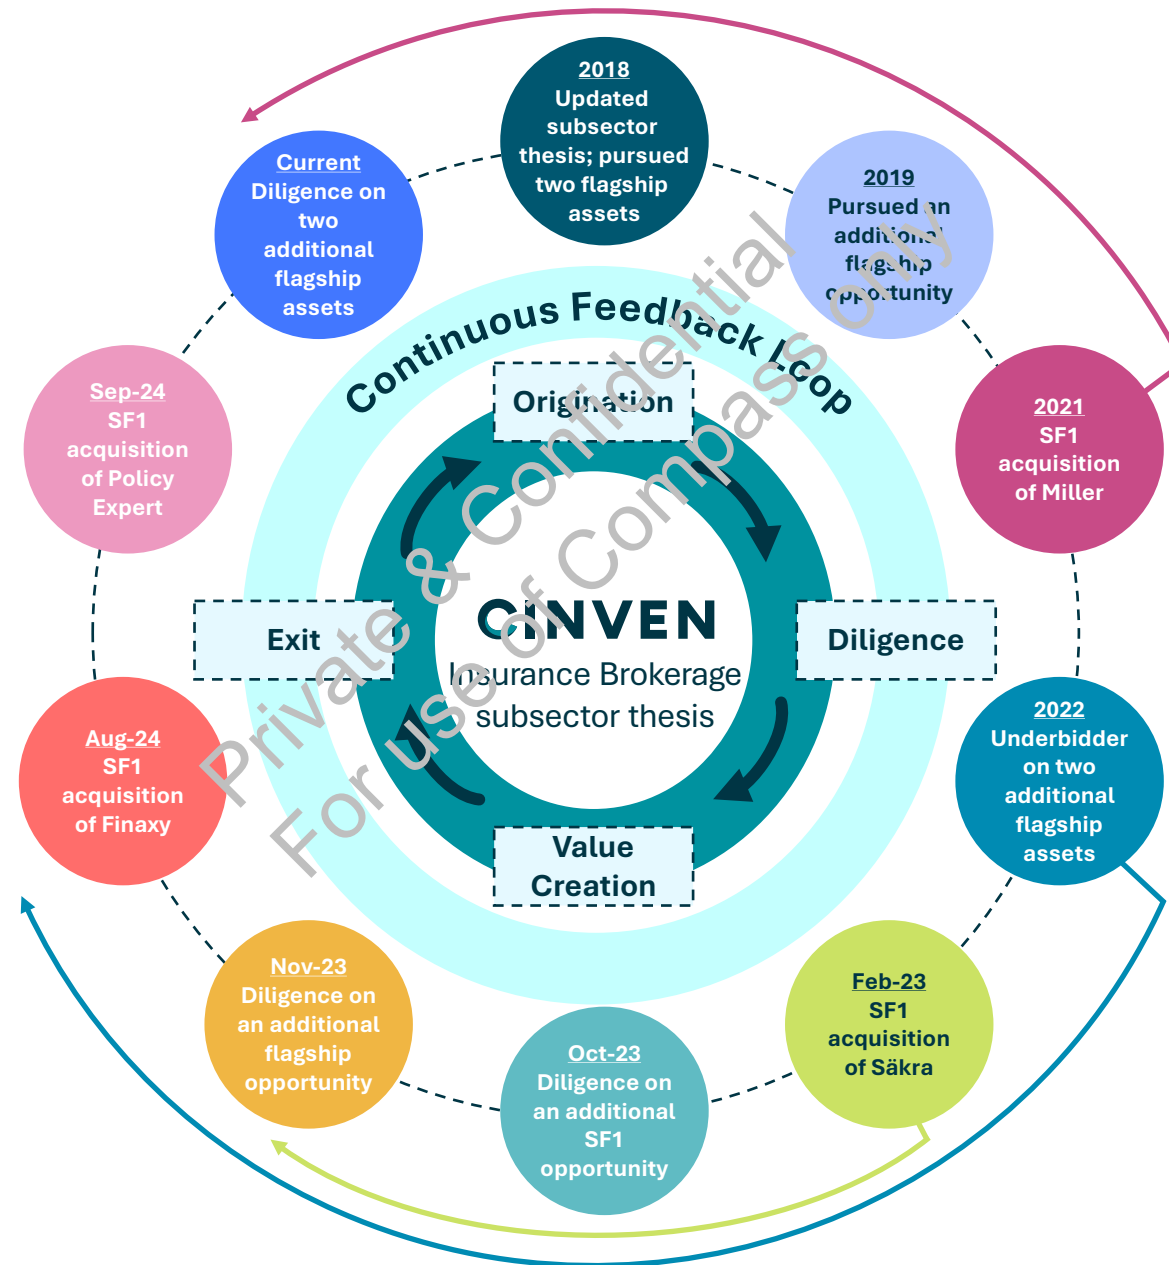 2018
Updated
subsector
thesis; pursued
two flagship
assets
2019
Pursued an
additional
flagship
opportunity
2021
SF1
acquisition
of Miller
2022
Underbidder
on two
additional
flagship
assets
Feb-23
SF1
acquisition
of Säkra
Oct-23
Diligence on
an additional
SF1
opportunity
Nov-23
Diligence on
an additional
flagship
opportunity
Aug-24
SF1
acquisition
of Finaxy
Sep-24
SF1
acquisition
of Policy
Expert
Current
Diligence on
two
additional
flagship
assets
Continuous Feedback Loop
Origination
Diligence
Value
Creation
Exit
CINVEN
Insurance Brokerage
subsector thesis
Private & Confidential
For use of Compass only